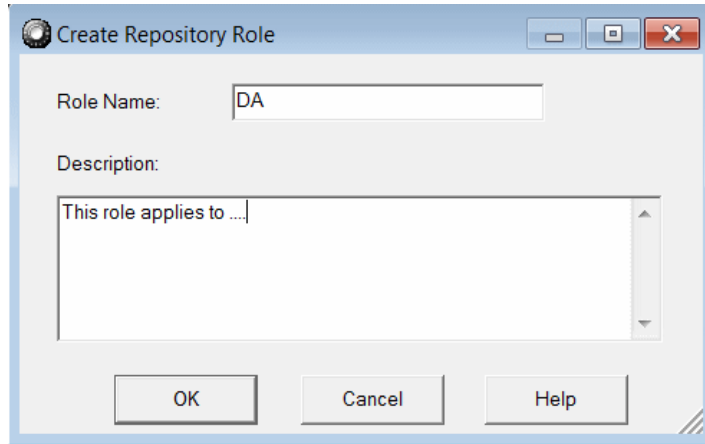 Create Repository Role
Role Name: DA
Description:
This role applies to ....
OK Cancel Help